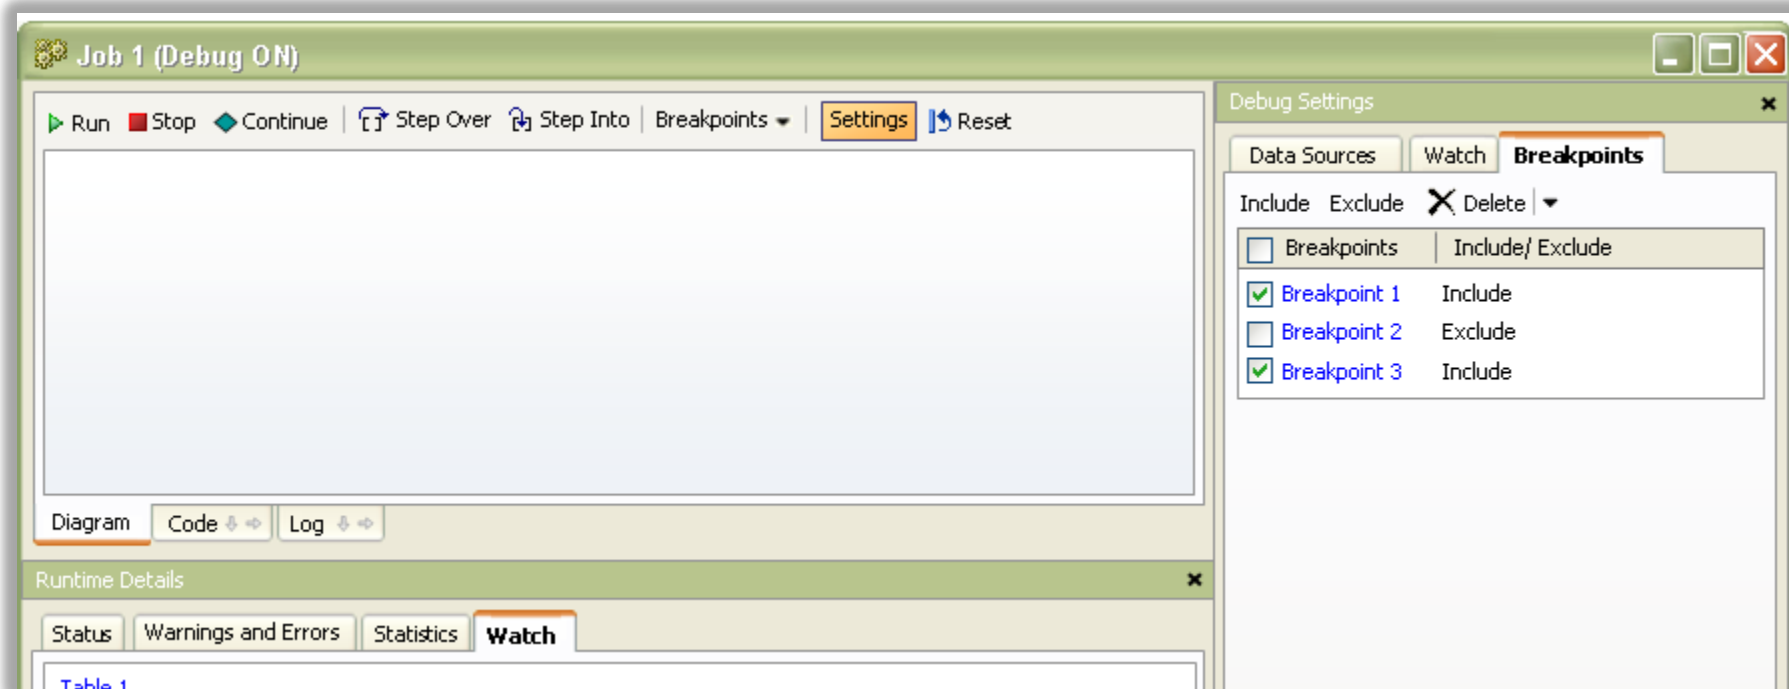 Job 1 (Debug ON)
Run Stop Continue Step Over Step Into Breakpoints Settings Reset
Diagram Code Log
Runtime Details
Status Warnings and Errors Statistics Watch
Table 1
Debug Settings
Data Sources Watch Breakpoints
Include Exclude Delete
Breakpoints Include/ Exclude
Breakpoint 1 Include
Breakpoint 2 Exclude
Breakpoint 3 Include